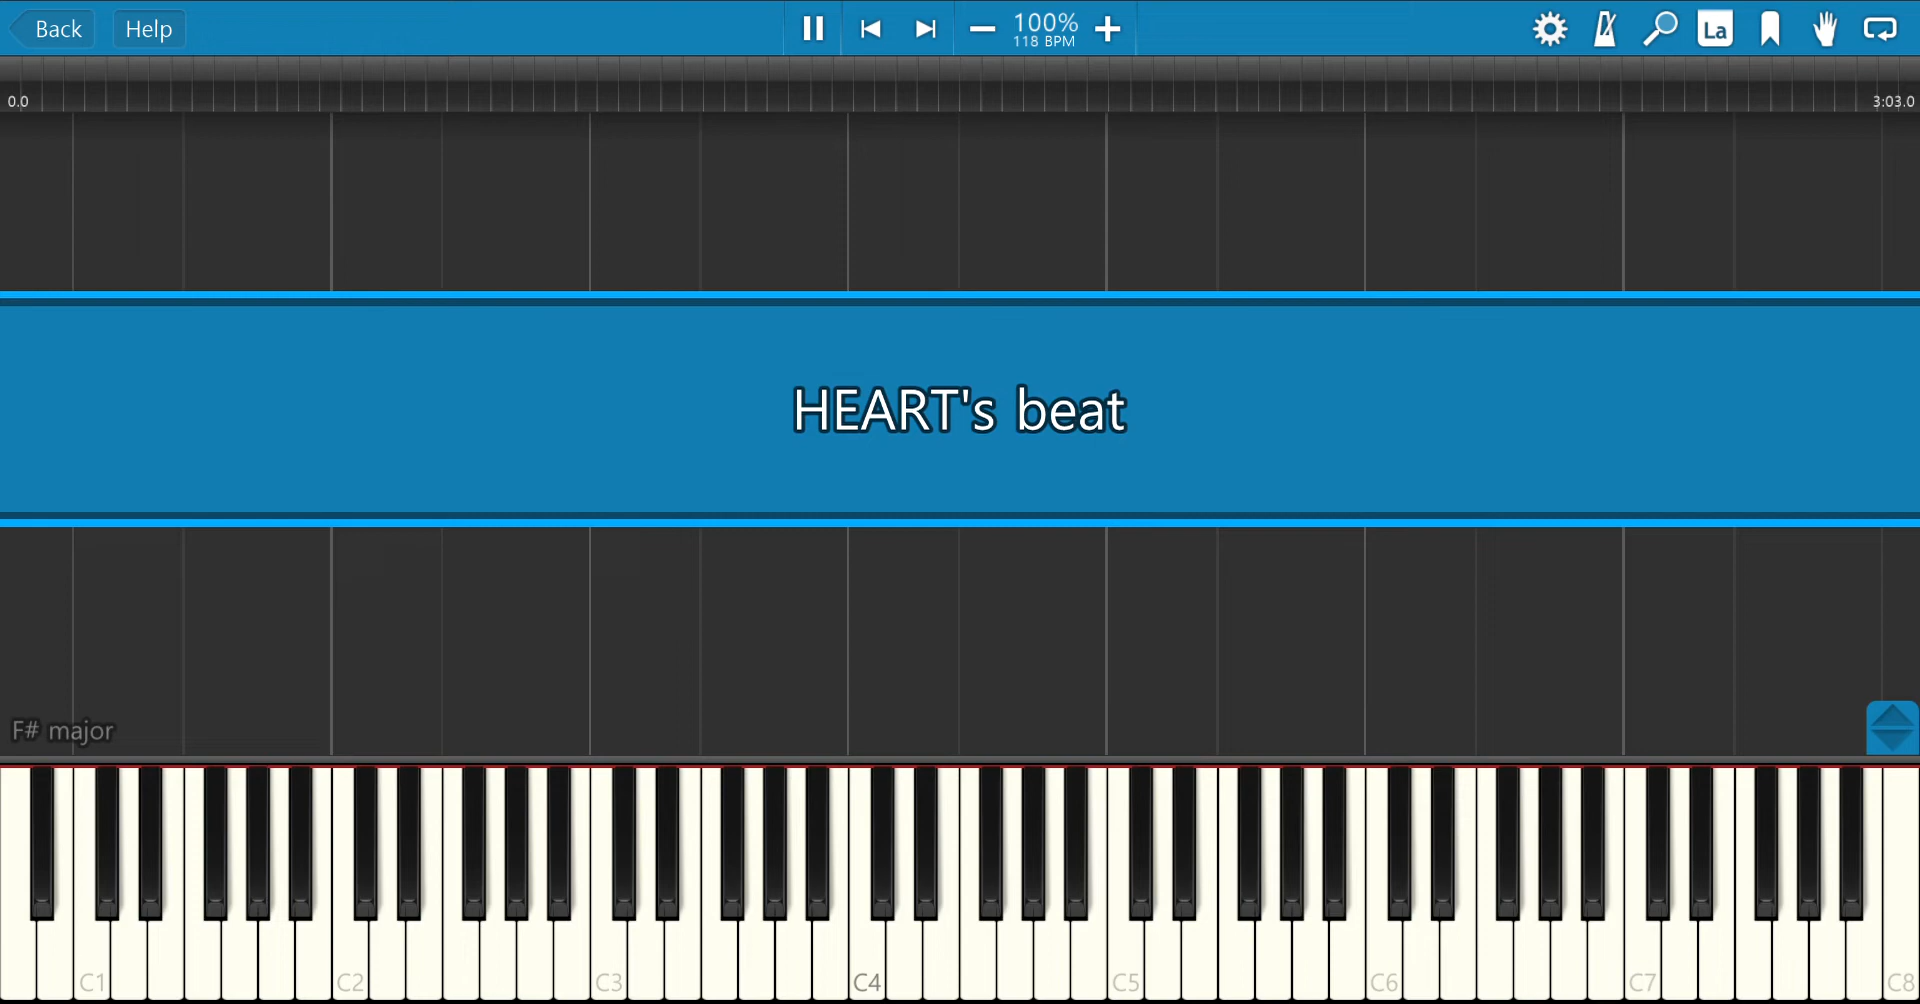 Back Help 100%
118 BPM
La
0.0 3:03.0
HEART's beat
F# major
C1 C2 C3 C4 C5 C6 C7 C8